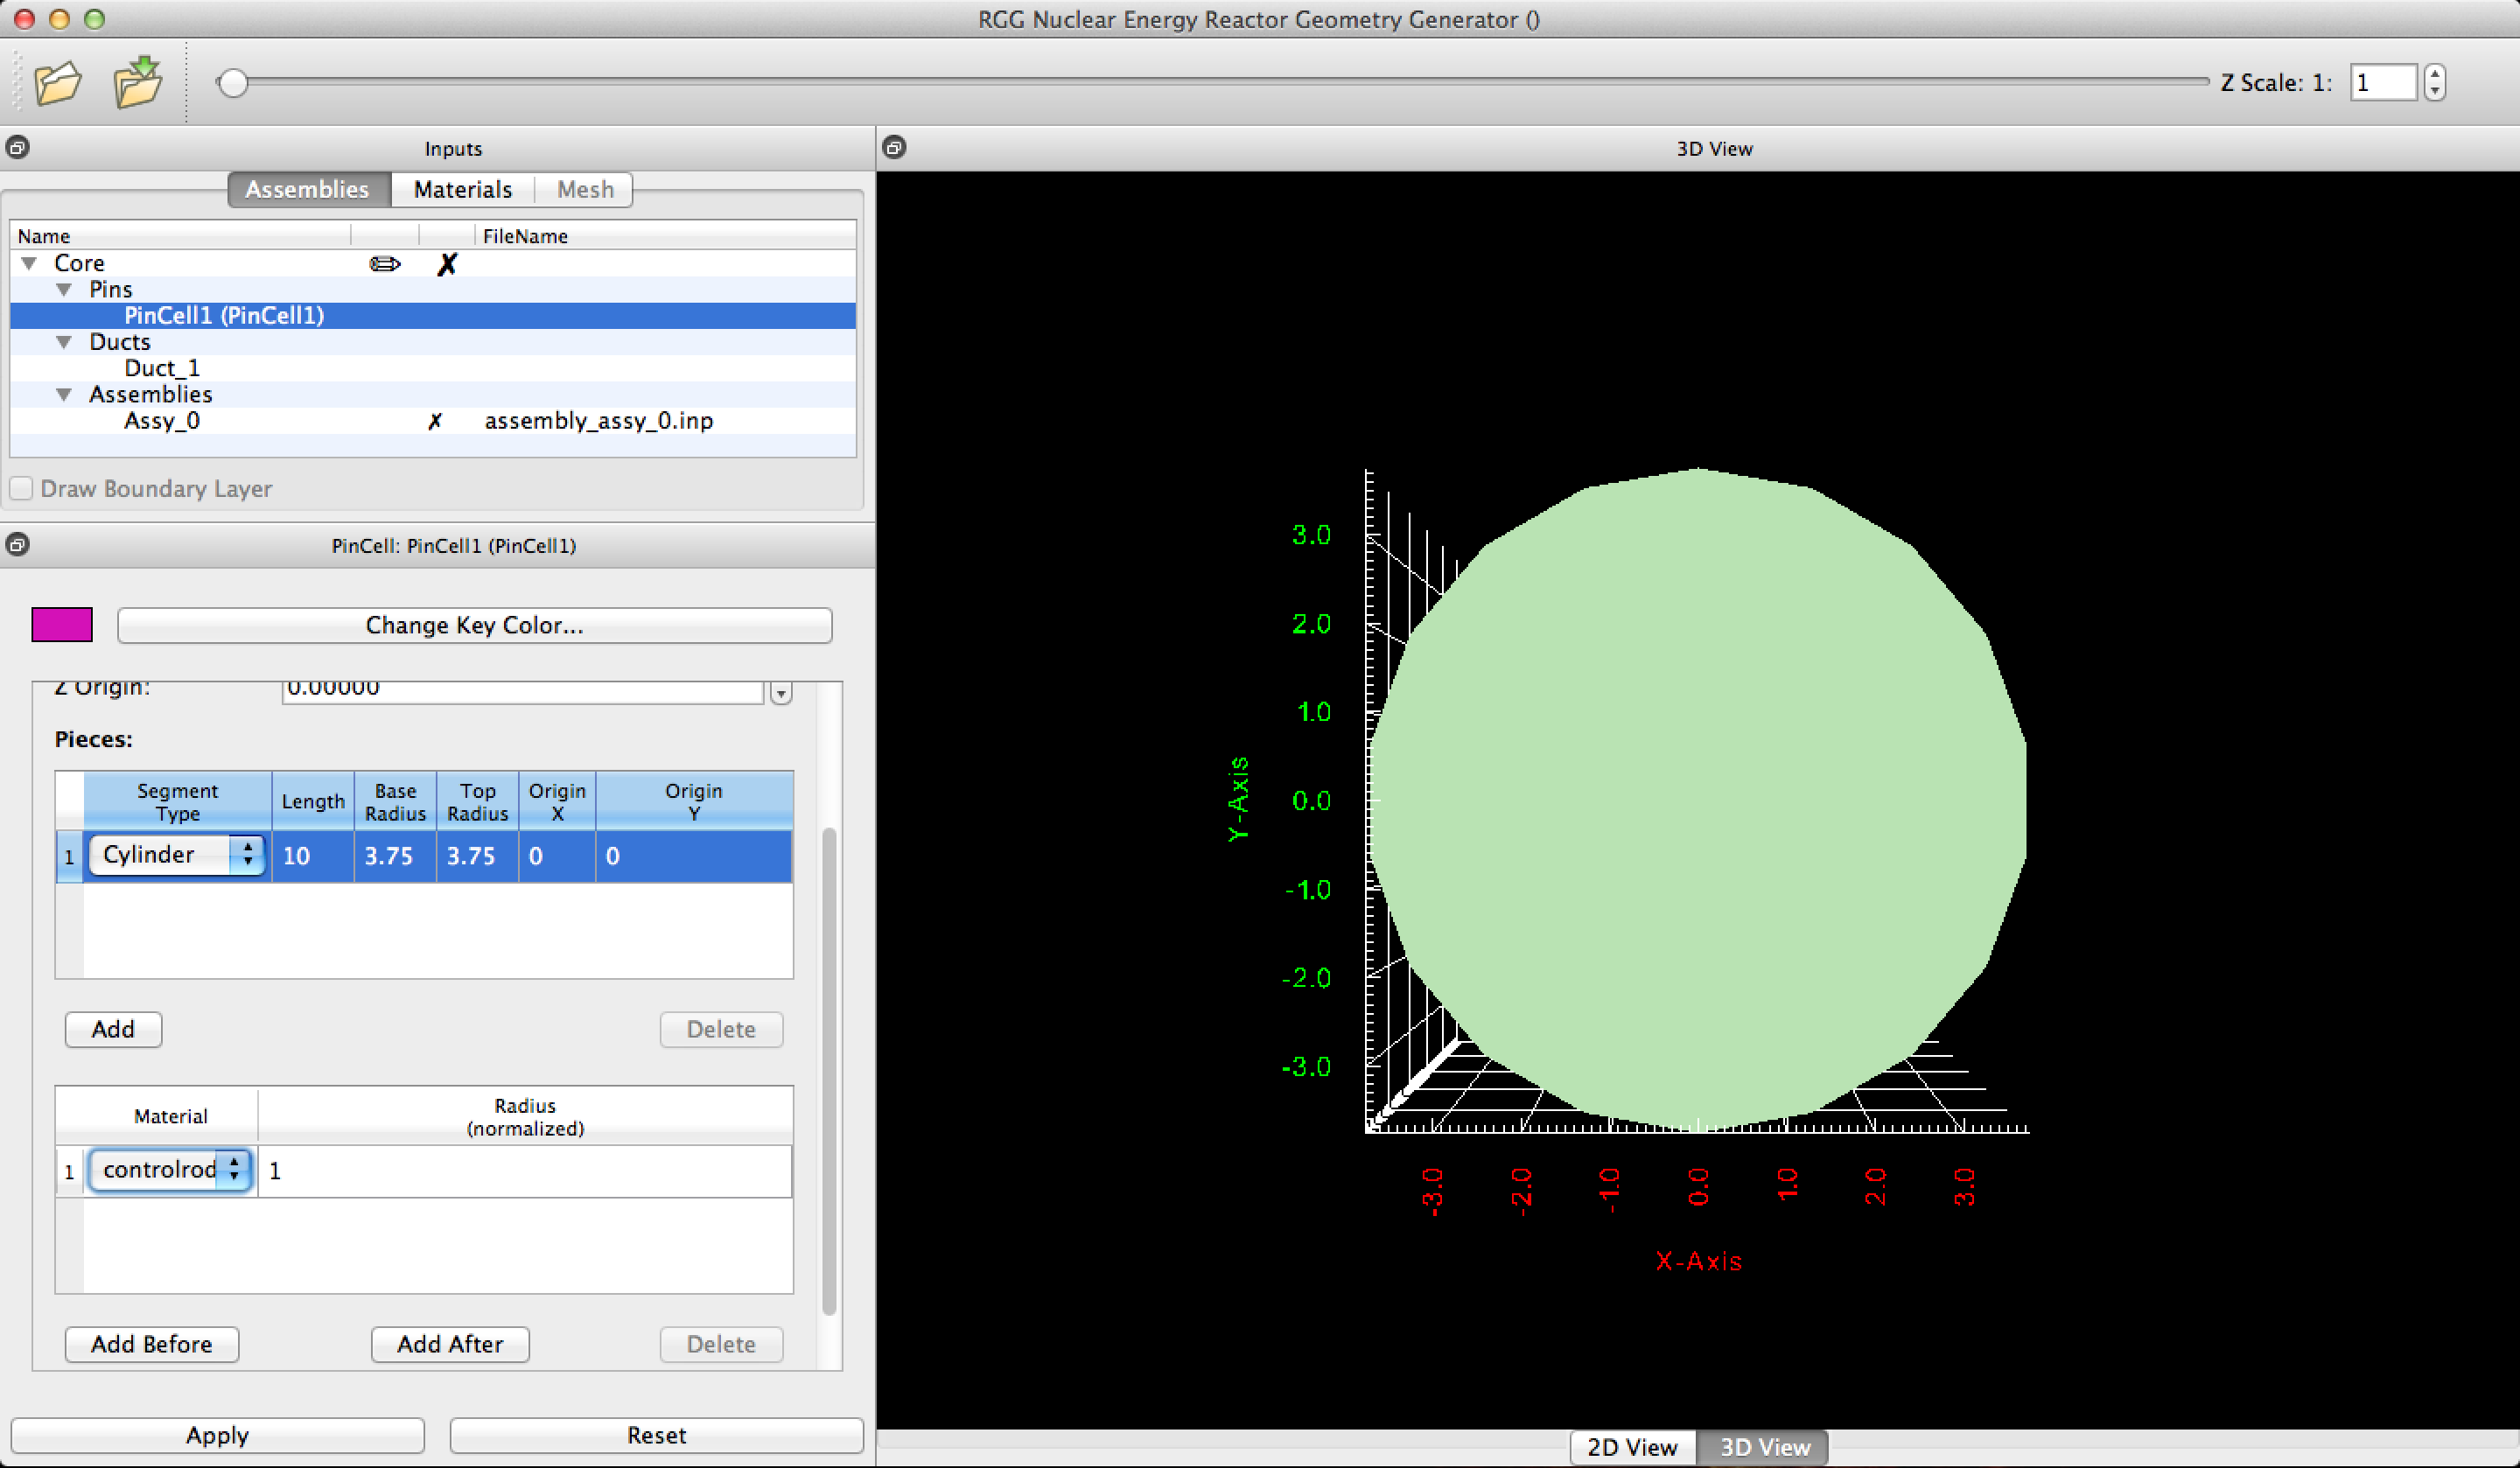 RGG Nuclear Energy Reactor Geometry Generator ()
Z Scale: 1: 1
Inputs
3D View
Assemblies Materials Mesh
Name FileName
Core
Pins
PinCell1 (PinCell1)
Ducts
Duct_1
Assemblies
Assy_0 ✗ assembly_assy_0.inp
Draw Boundary Layer
PinCell: PinCell1 (PinCell1)
Change Key Color...
Z Origin: 0.00000
Pieces:
Segment Type Length Base Radius Top Radius Origin X Origin Y
1 Cylinder 10 3.75 3.75 0 0
Add Delete
Material Radius (normalized)
1 controlrod 1
Add Before Add After Delete
Apply Reset
3.0
2.0
1.0
0.0
-1.0
-2.0
-3.0
Y-Axis
-3.0 -2.0 -1.0 0.0 1.0 2.0 3.0
X-Axis
2D View 3D View